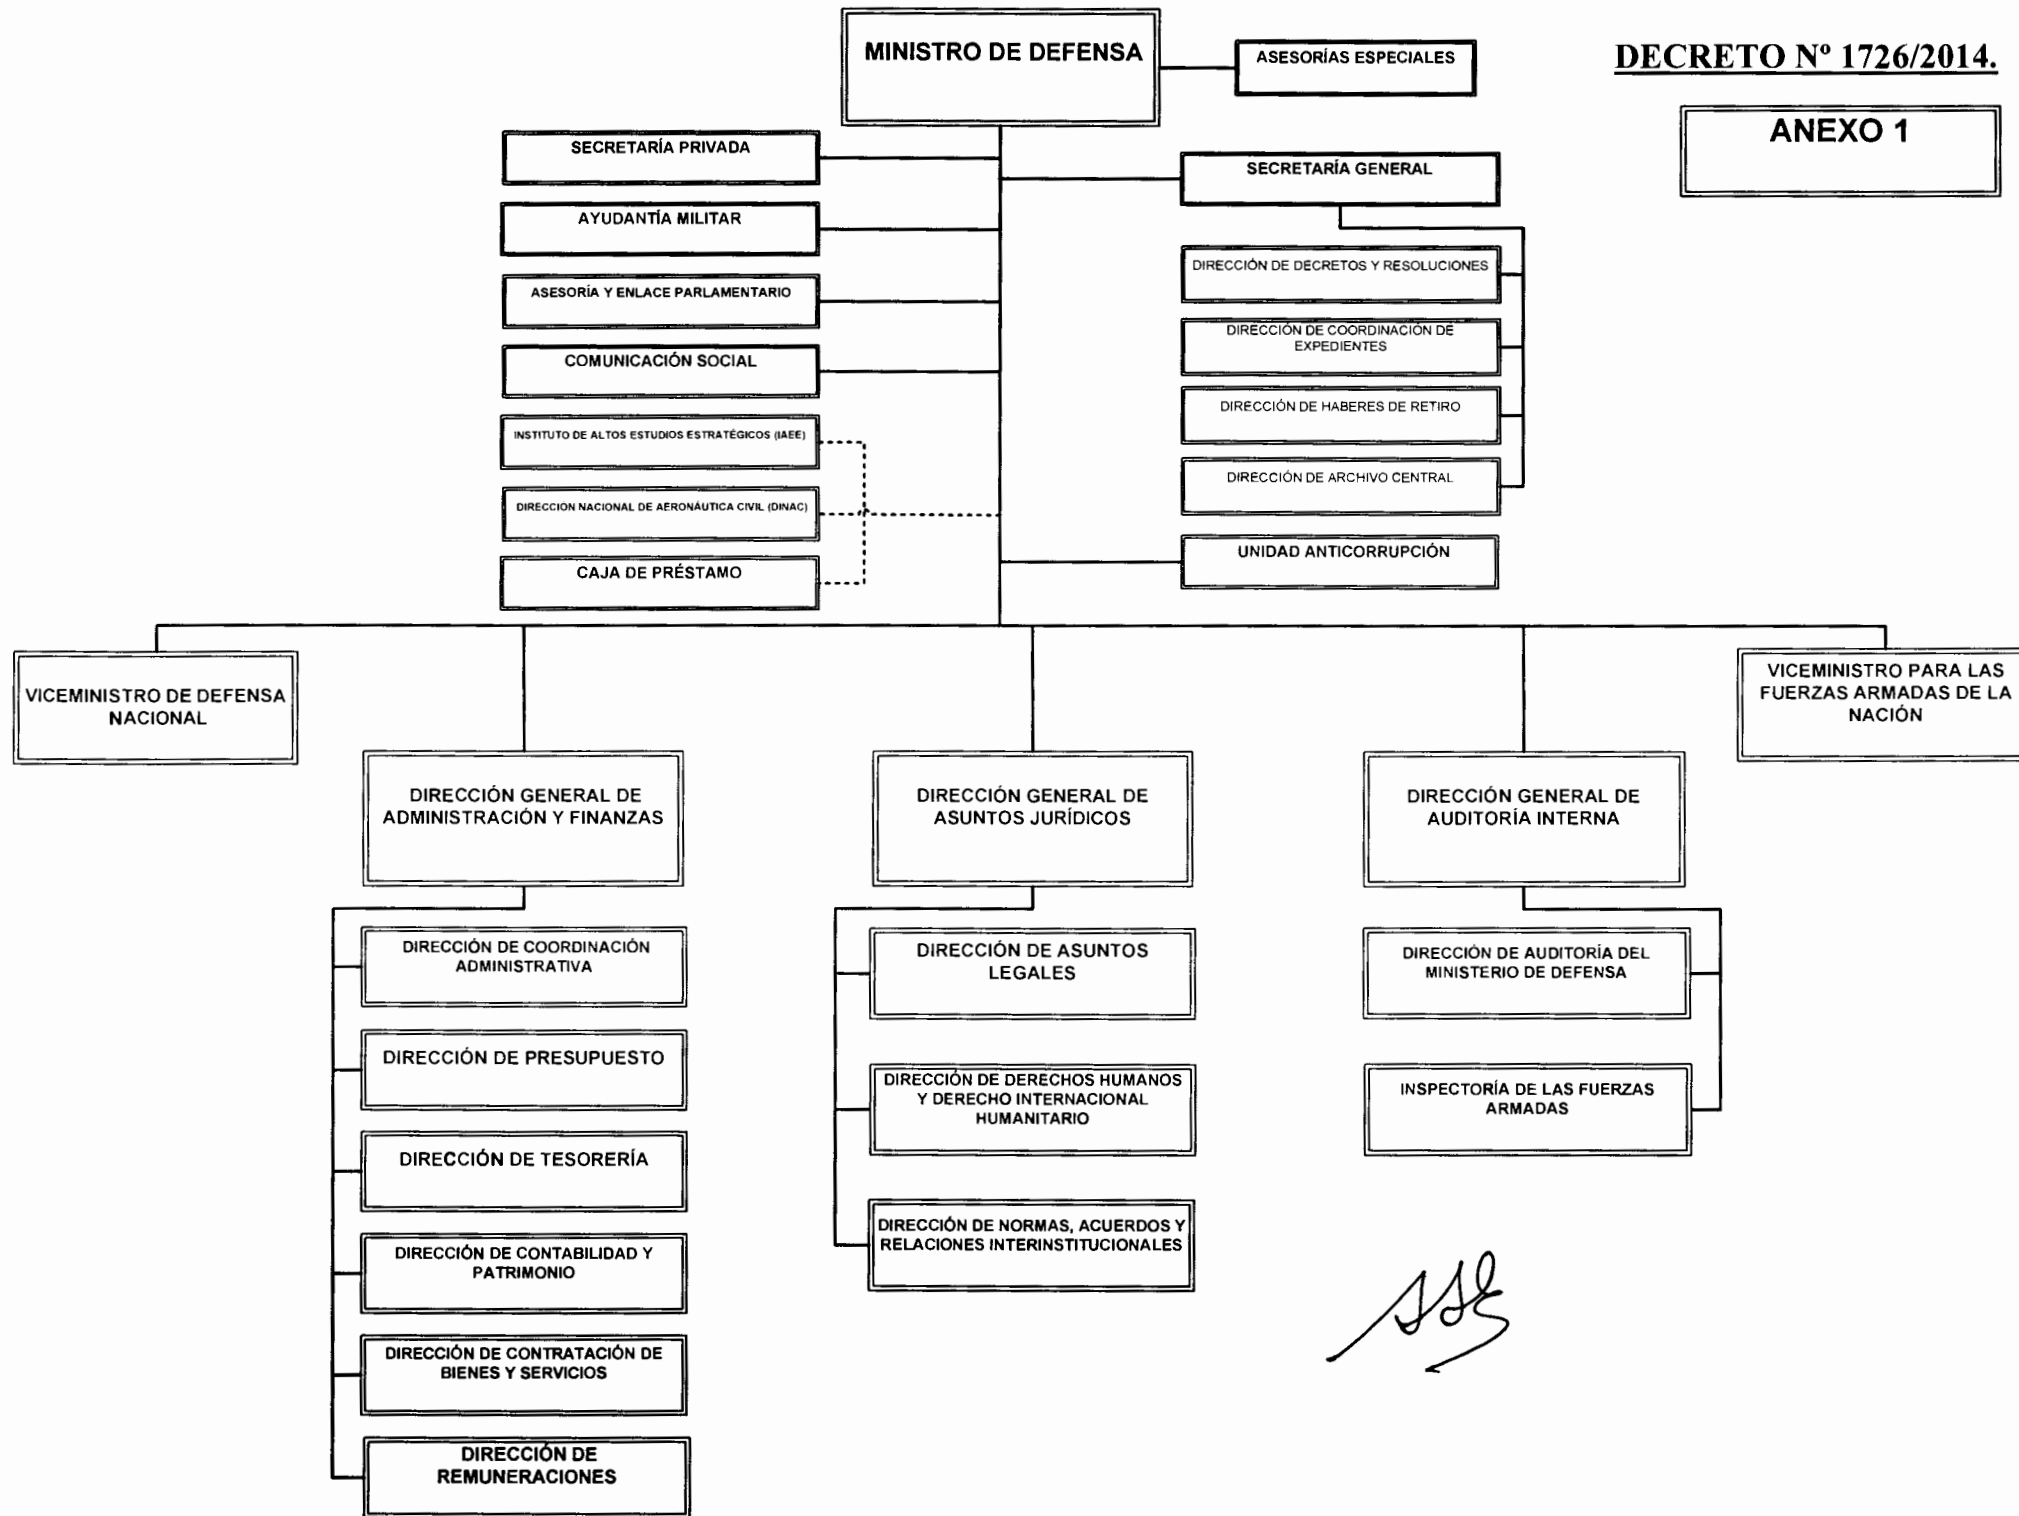 MINISTRO DE DEFENSA
ASESORÍAS ESPECIALES
DECRETO Nº 1726/2014.
ANEXO 1
SECRETARÍA PRIVADA
AYUDANTÍA MILITAR
ASESORÍA Y ENLACE PARLAMENTARIO
COMUNICACIÓN SOCIAL
INSTITUTO DE ALTOS ESTUDIOS ESTRATÉGICOS (IAEE)
DIRECCIÓN NACIONAL DE AERONÁUTICA CIVIL (DINAC)
CAJA DE PRÉSTAMO
SECRETARÍA GENERAL
DIRECCIÓN DE DECRETOS Y RESOLUCIONES
DIRECCIÓN DE COORDINACIÓN DE
EXPEDIENTES
DIRECCIÓN DE HABERES DE RETIRO
DIRECCIÓN DE ARCHIVO CENTRAL
UNIDAD ANTICORRUPCIÓN
VICEMINISTRO DE DEFENSA
NACIONAL
VICEMINISTRO PARA LAS
FUERZAS ARMADAS DE LA
NACIÓN
DIRECCIÓN GENERAL DE
ADMINISTRACIÓN Y FINANZAS
DIRECCIÓN DE COORDINACIÓN
ADMINISTRATIVA
DIRECCIÓN DE PRESUPUESTO
DIRECCIÓN DE TESORERÍA
DIRECCIÓN DE CONTABILIDAD Y
PATRIMONIO
DIRECCIÓN DE CONTRATACIÓN DE
BIENES Y SERVICIOS
DIRECCIÓN DE
REMUNERACIONES
DIRECCIÓN GENERAL DE
ASUNTOS JURÍDICOS
DIRECCIÓN DE ASUNTOS
LEGALES
DIRECCIÓN DE DERECHOS HUMANOS
Y DERECHO INTERNACIONAL
HUMANITARIO
DIRECCIÓN DE NORMAS, ACUERDOS Y
RELACIONES INTERINSTITUCIONALES
DIRECCIÓN GENERAL DE
AUDITORÍA INTERNA
DIRECCIÓN DE AUDITORÍA DEL
MINISTERIO DE DEFENSA
INSPECTORÍA DE LAS FUERZAS
ARMADAS